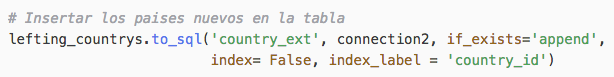 # Insertar los paises nuevos en la tabla
lefting_countrys.to_sql('country_ext', connection2, if_exists='append',
index= False, index_label = 'country_id')